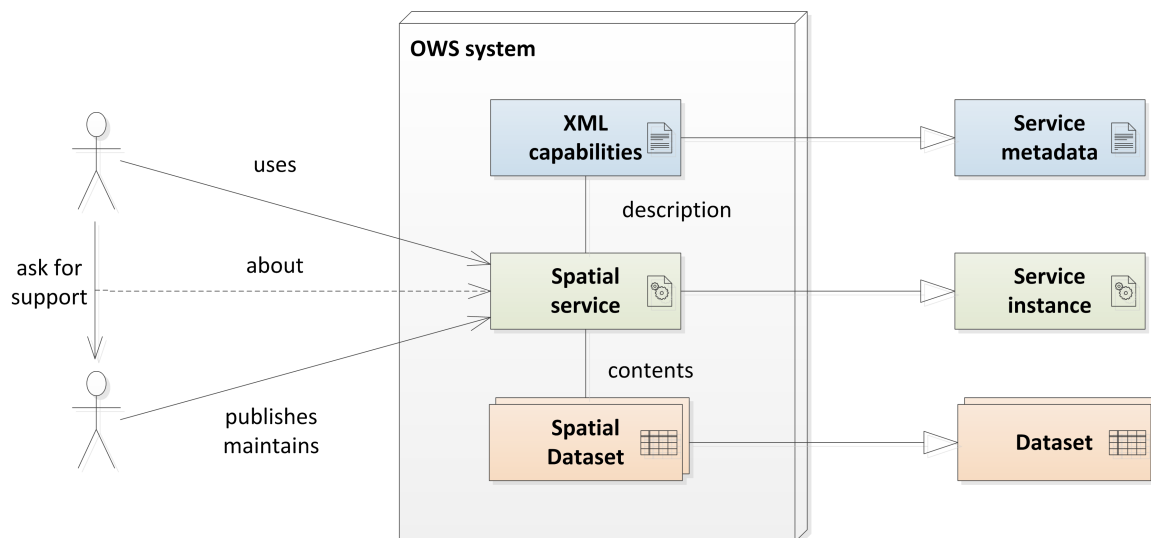 OWS system
XML
capabilities
Service
metadata
uses
description
ask for
support
about
Spatial
service
Service
instance
contents
publishes
maintains
Spatial
Dataset
Dataset